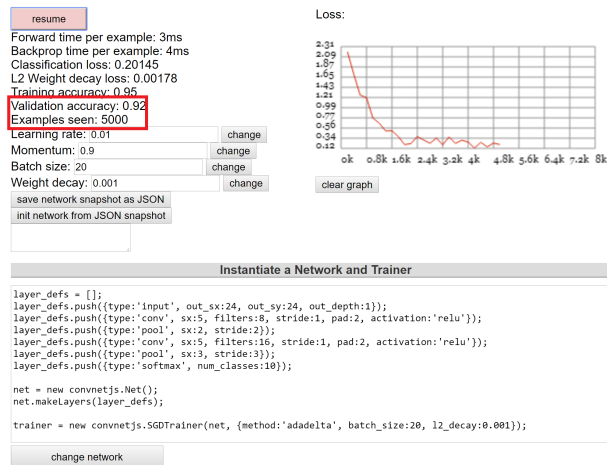 resume
Forward time per example: 3ms
Backprop time per example: 4ms
Classification loss: 0.20145
L2 Weight decay loss: 0.00178
Training accuracy: 0.95
Validation accuracy: 0.92
Examples seen: 5000
Learning rate: 0.01 change
Momentum: 0.9 change
Batch size: 20 change
Weight decay: 0.001 change
save network snapshot as JSON
init network from JSON snapshot
Loss:
2.31
2.09
1.87
1.65
1.43
1.21
0.99
0.77
0.56
0.34
0.12
0k 0.8k 1.6k 2.4k 3.2k 4k 4.8k 5.6k 6.4k 7.2k 8k
clear graph
Instantiate a Network and Trainer
layer_defs = [];
layer_defs.push({type:'input', out_sx:24, out_sy:24, out_depth:1});
layer_defs.push({type:'conv', sx:5, filters:8, stride:1, pad:2, activation:'relu'});
layer_defs.push({type:'pool', sx:2, stride:2});
layer_defs.push({type:'conv', sx:5, filters:16, stride:1, pad:2, activation:'relu'});
layer_defs.push({type:'pool', sx:3, stride:3});
layer_defs.push({type:'softmax', num_classes:10});
net = new convnetjs.Net();
net.makeLayers(layer_defs);
trainer = new convnetjs.SGDTrainer(net, {method:'adadelta', batch_size:20, l2_decay:0.001});
change network